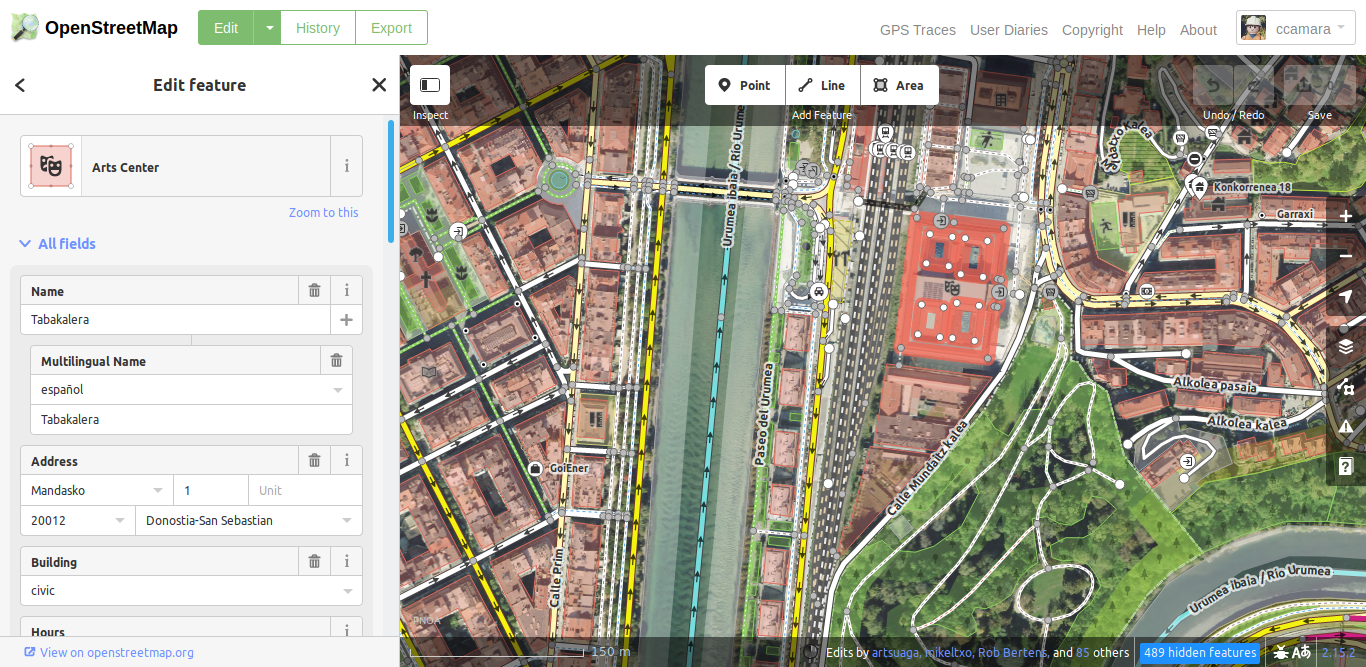 OpenStreetMap
Edit
History
Export
GPS Traces
User Diaries
Copyright
Help
About
ccamara
Edit feature
Arts Center
i
Zoom to this
All fields
Name
i
Tabakalera
Multilingual Name
español
Tabakalera
Address
i
Mandasko
1
Unit
20012
Donostia-San Sebastian
Building
i
civic
Hours
i
View on openstreetmap.org
Inspect
Point
Line
Area
Add Feature
Undo / Redo
Save
Mandatxo Kalea
Konkorrenea 18
Garraxi
Urumea ibaia / Río Urumea
Paseo del Urumea
Alkolea pasaia
Alkolea kalea
Calle Mundaitz kalea
GoiEner
Calle Prim
Urumea ibaia / Río Urumea
PNOA
150 m
Edits by artsuaga, mikeltxo, Rob Bertens, and 85 others
489 hidden features
Aあ
2.15.2